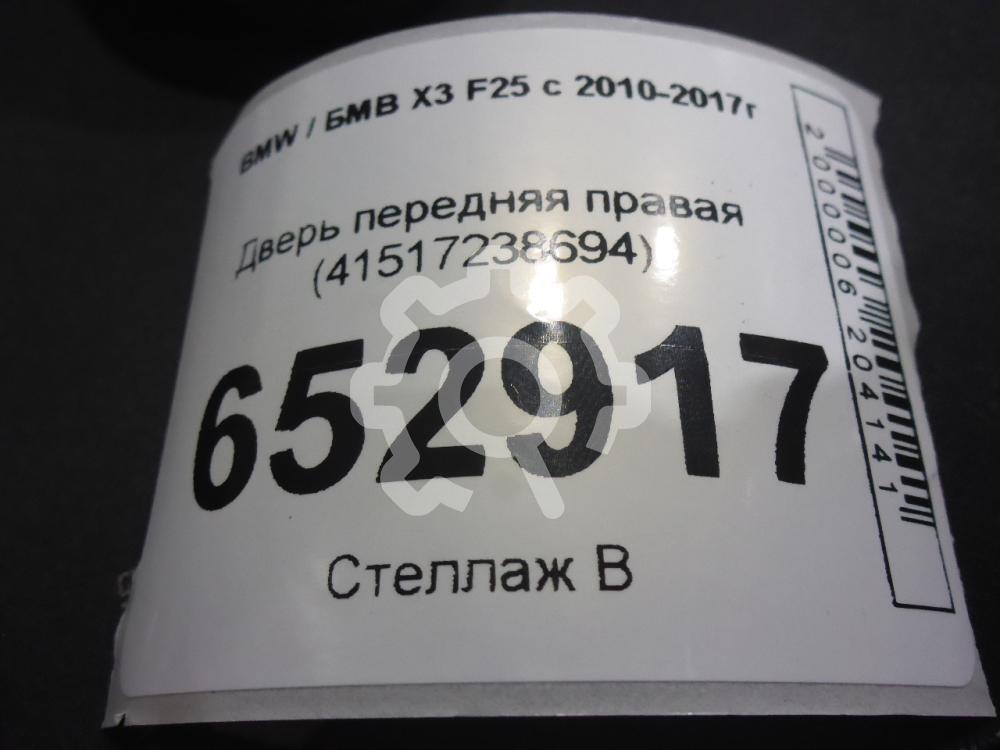 BMW / БМВ X3 F25 с 2010-2017г
Дверь передняя правая
(41517238694)
652917
Стеллаж В
2000006204141